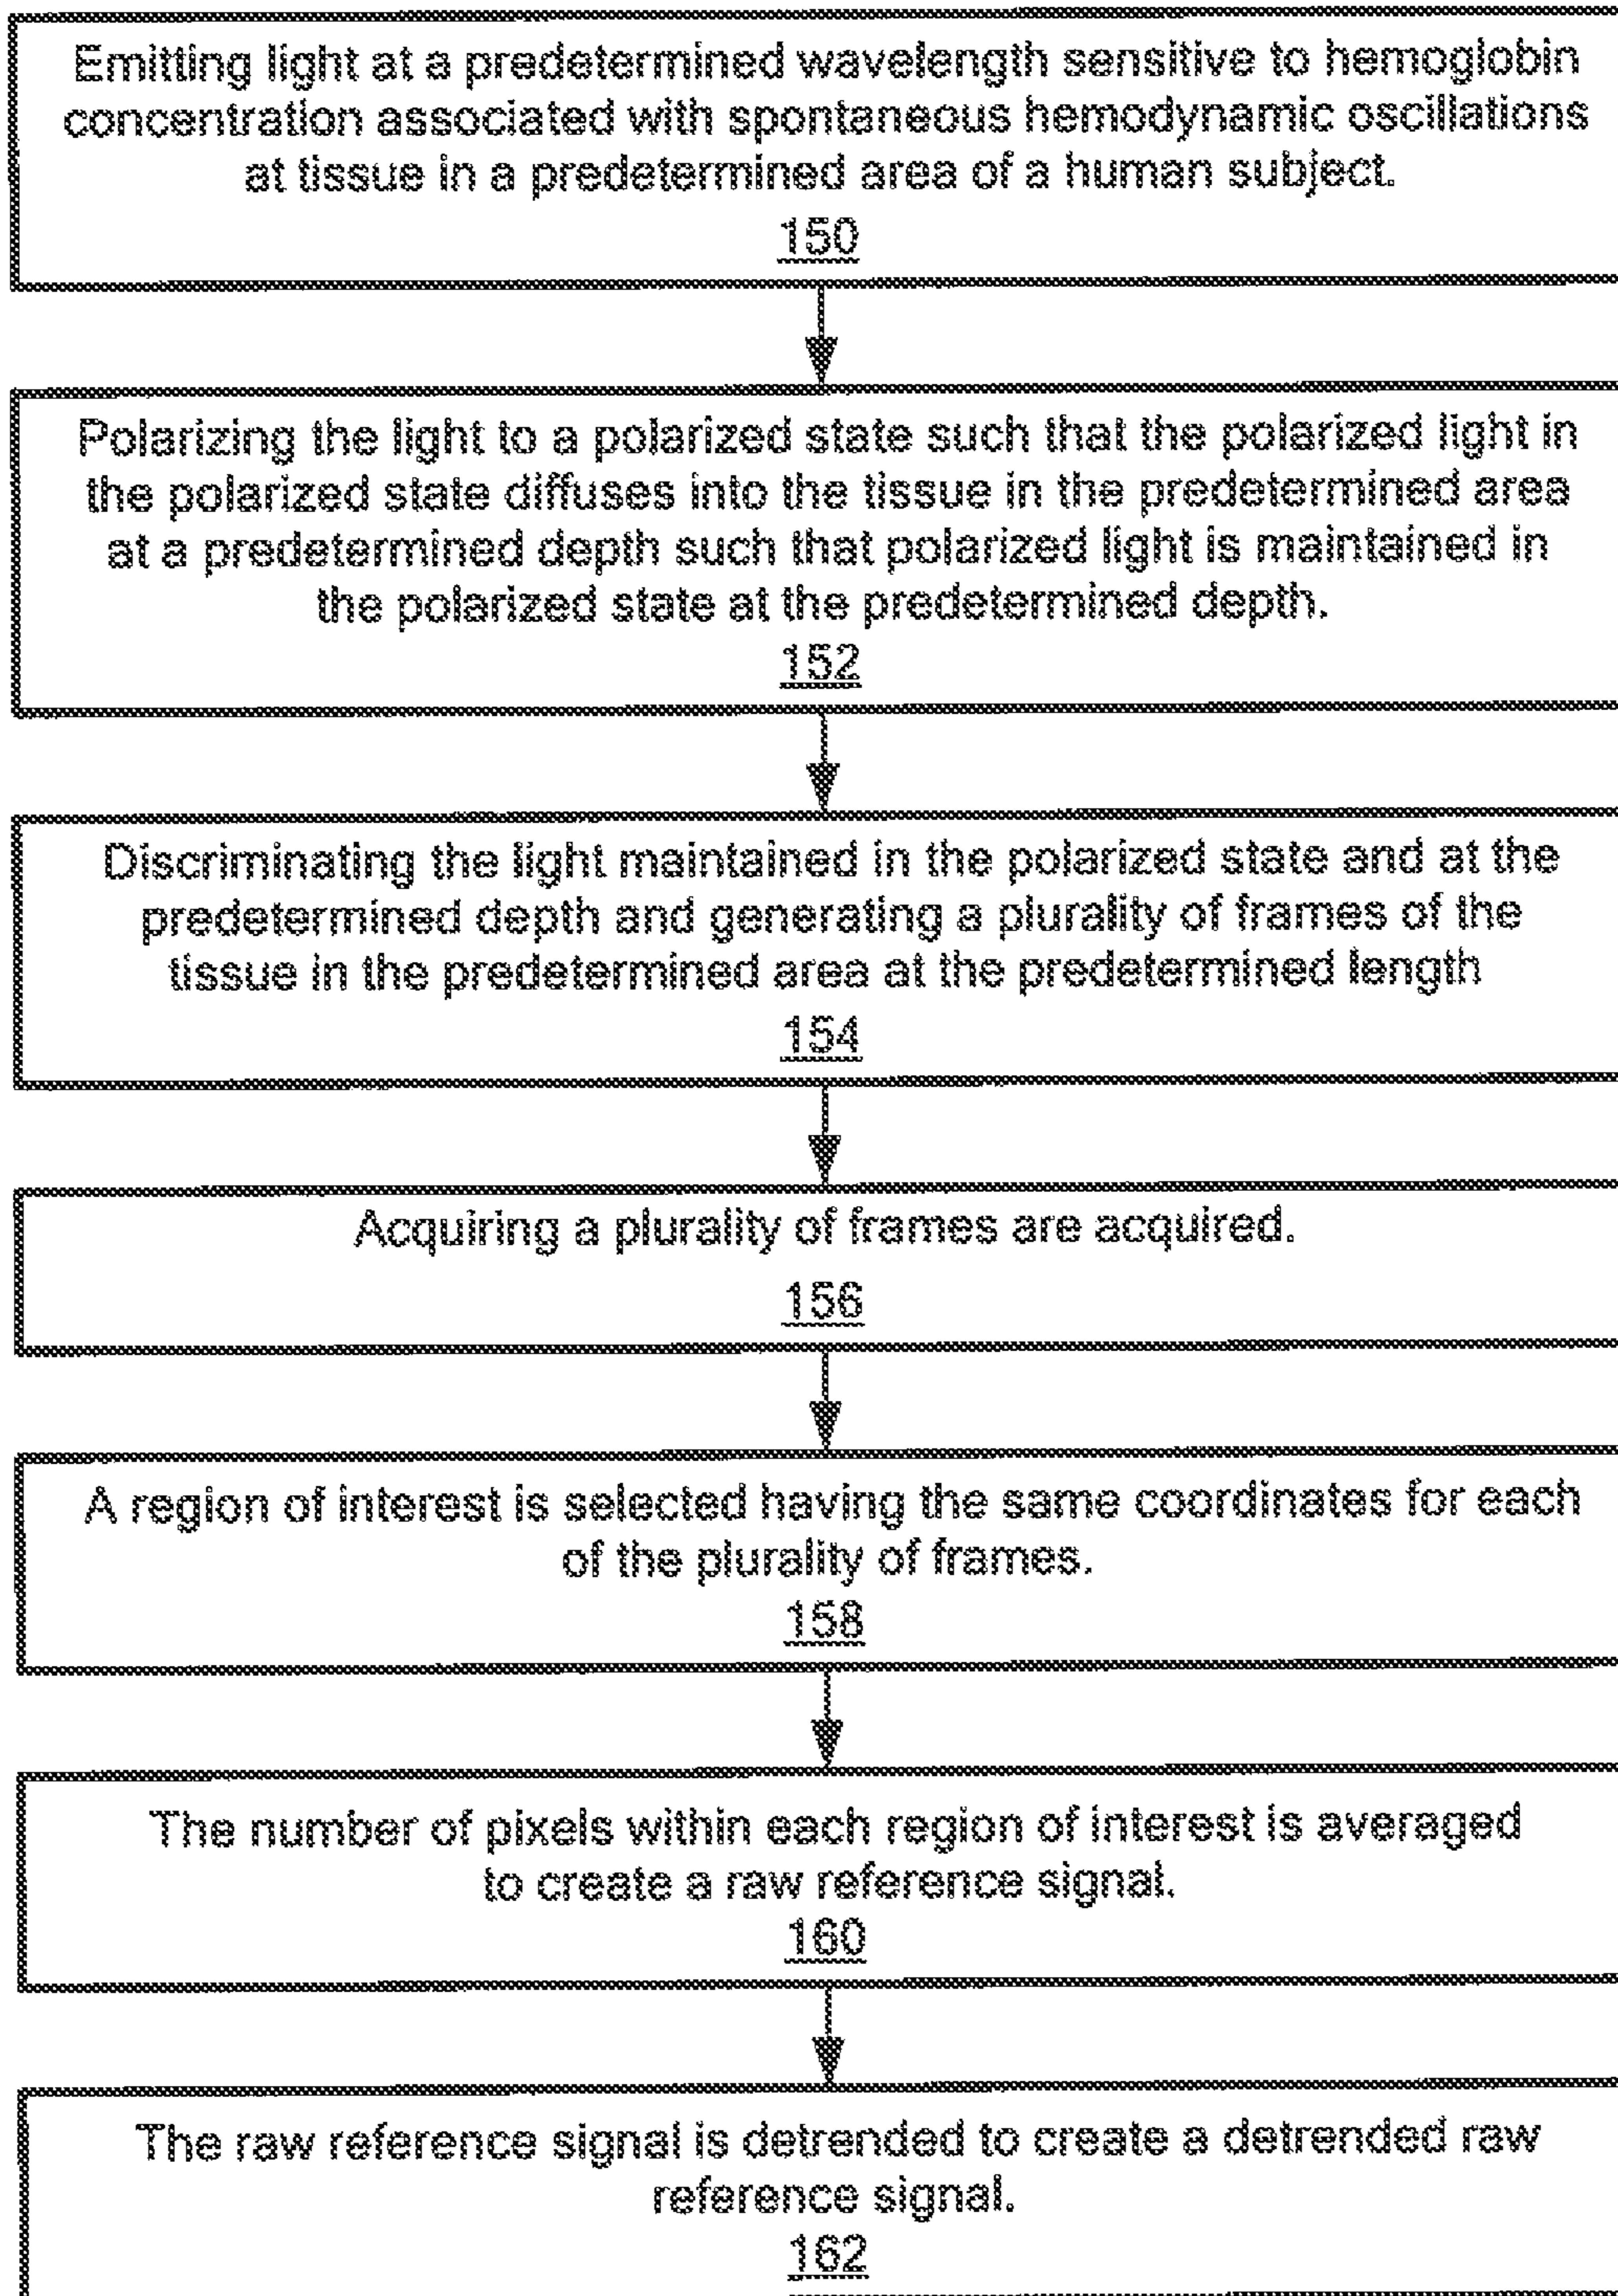 Emitting light at a predetermined wavelength sensitive to hemoglobin
concentration associated with spontaneous hemodynamic oscillations
at tissue in a predetermined area of a human subject.
150
Polarizing the light to a polarized state such that the polarized light in
the polarized state diffuses into the tissue in the predetermined area
at a predetermined depth such that polarized light is maintained in
the polarized state at the predetermined depth.
152
Discriminating the light maintained in the polarized state and at the
predetermined depth and generating a plurality of frames of the
tissue in the predetermined area at the predetermined length
154
Acquiring a plurality of frames are acquired.
156
A region of interest is selected having the same coordinates for each
of the plurality of frames.
158
The number of pixels within each region of interest is averaged
to create a raw reference signal.
160
The raw reference signal is detrended to create a detrended raw
reference signal.
162